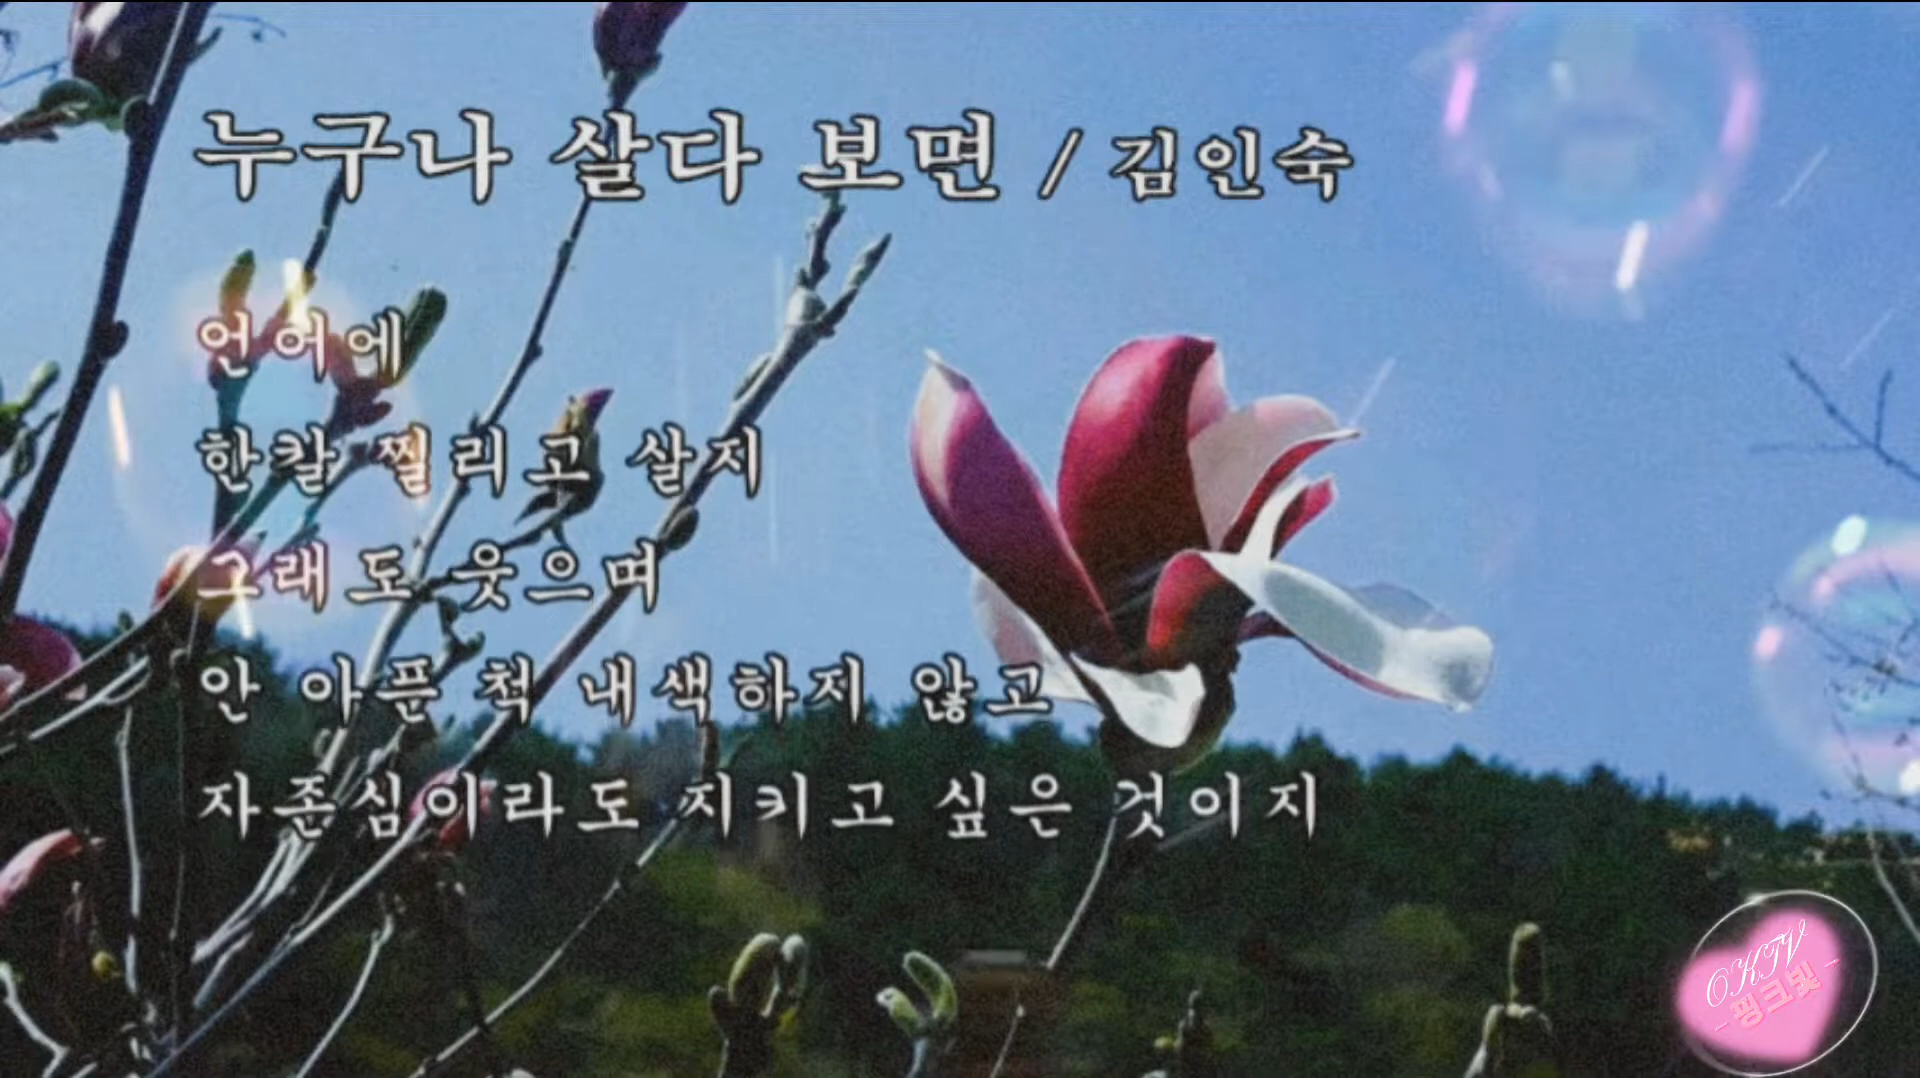 누구나 살다 보면 / 김인숙
언어에
한칼 찔리고 살지
그래도 웃으며
안 아픈 척 내색하지 않고
자존심이라도 지키고 싶은 것이지
OKTV
-핑크빛-